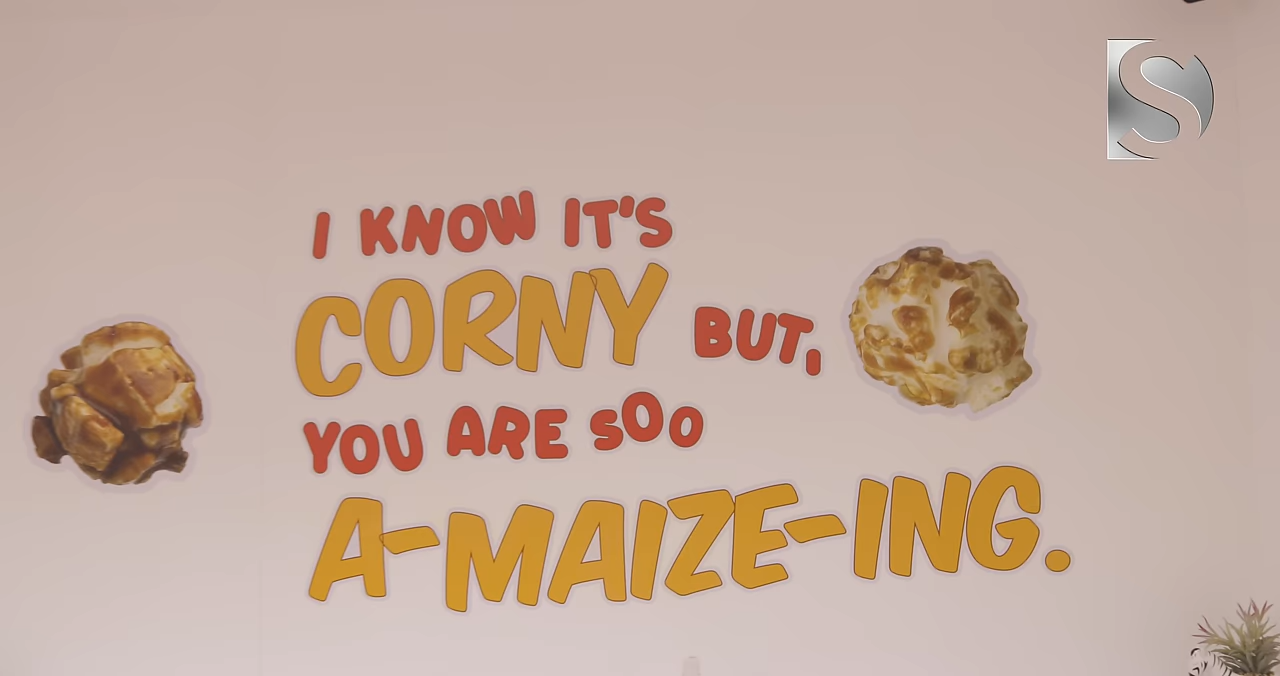 I KNOW IT'S
CORNY BUT,
YOU ARE SOO
A-MAIZE-ING.
S